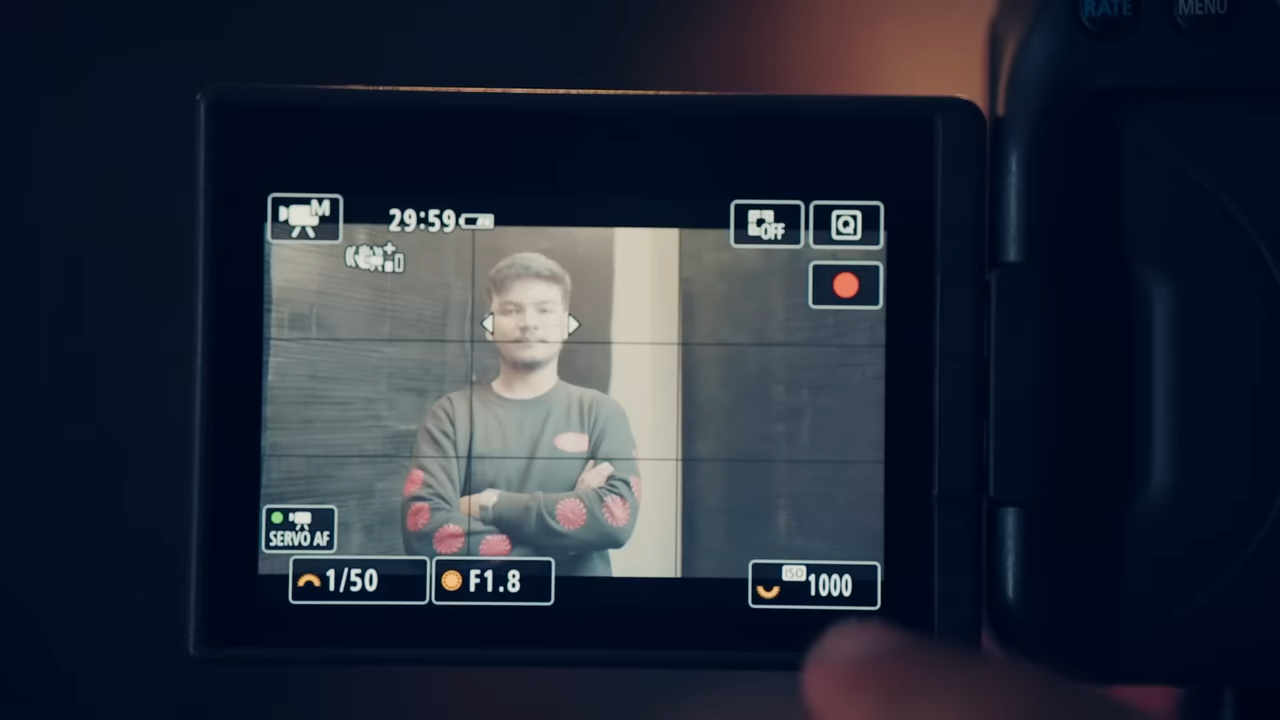 RATE
MENU
M
29:59
OFF
Q
SERVO AF
1/50
F1.8
ISO
1000